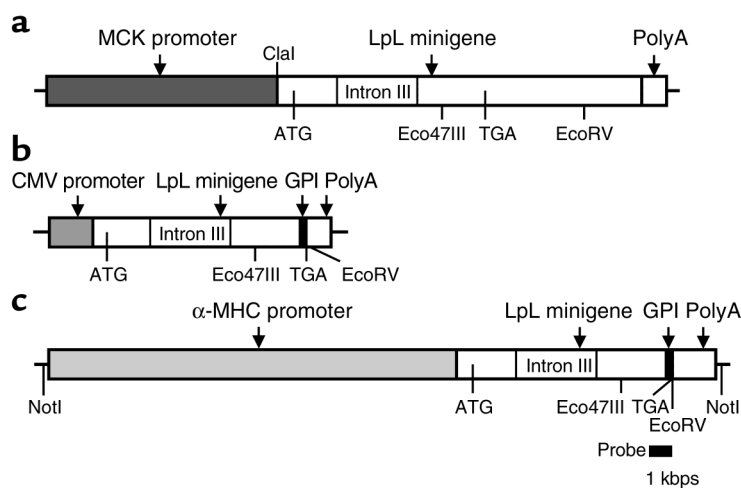 a
MCK promoter LpL minigene PolyA
ClaI
Intron III
ATG Eco47III TGA EcoRV
b
CMV promoter LpL minigene GPI PolyA
Intron III
ATG Eco47III TGA EcoRV
c
α-MHC promoter LpL minigene GPI PolyA
Intron III
NotI ATG Eco47III TGA NotI
EcoRV
Probe
1 kbps